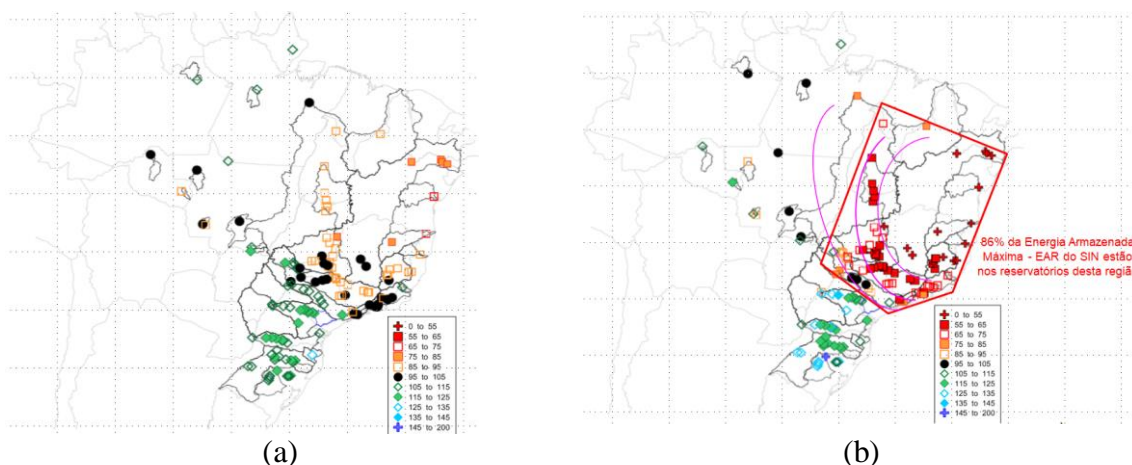 0 to 55
55 to 65
65 to 75
75 to 85
85 to 95
95 to 105
105 to 115
115 to 125
125 to 135
135 to 145
145 to 200
(a)
86% da Energia Armazenada
Máxima - EAR do SIN estão
nos reservatórios desta regiã
0 to 55
55 to 65
65 to 75
75 to 85
85 to 95
95 to 105
105 to 115
115 to 125
125 to 135
135 to 145
145 to 200
(b)